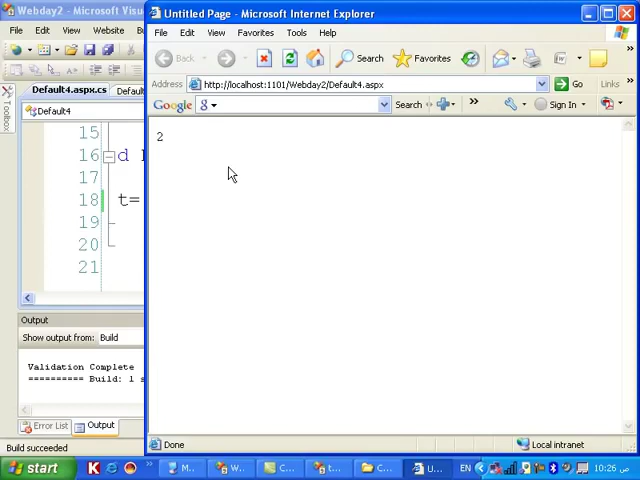 Webday2 - Microsoft Visu
File Edit View Website
Default4.aspx.cs Defau
Default4
Toolbox
15
16 d
17
18 t=
19
20
21
Output
Show output from: Build
Validation Complete
========== Build: 1 s
Error List Output
Build succeeded
Untitled Page - Microsoft Internet Explorer
File Edit View Favorites Tools Help
Back Search Favorites
Address http://localhost:1101/Webday2/Default4.aspx Go Links
Google Search Sign In
2
Done Local intranet
start M... W... C... t... C... U... EN 10:26 ص